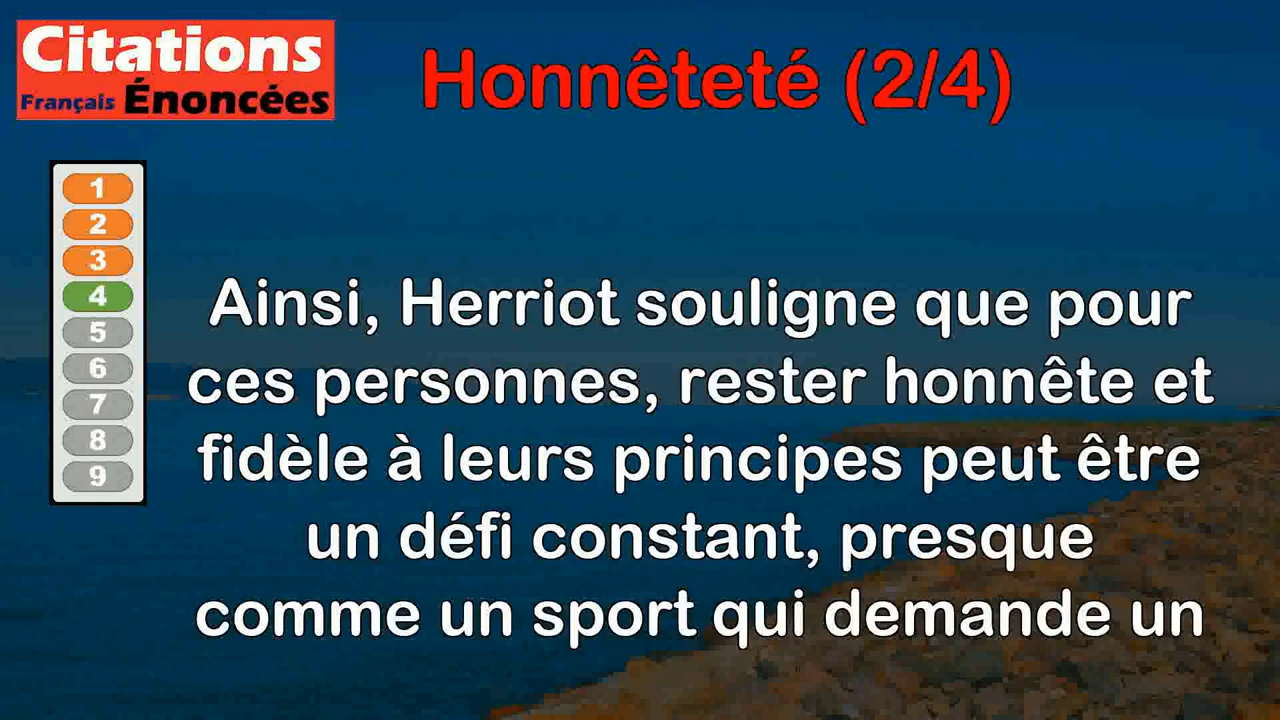 Citations
Français Énoncées
Honnêteté (2/4)
1
2
3
4
5
6
7
8
9
Ainsi, Herriot souligne que pour
ces personnes, rester honnête et
fidèle à leurs principes peut être
un défi constant, presque
comme un sport qui demande un